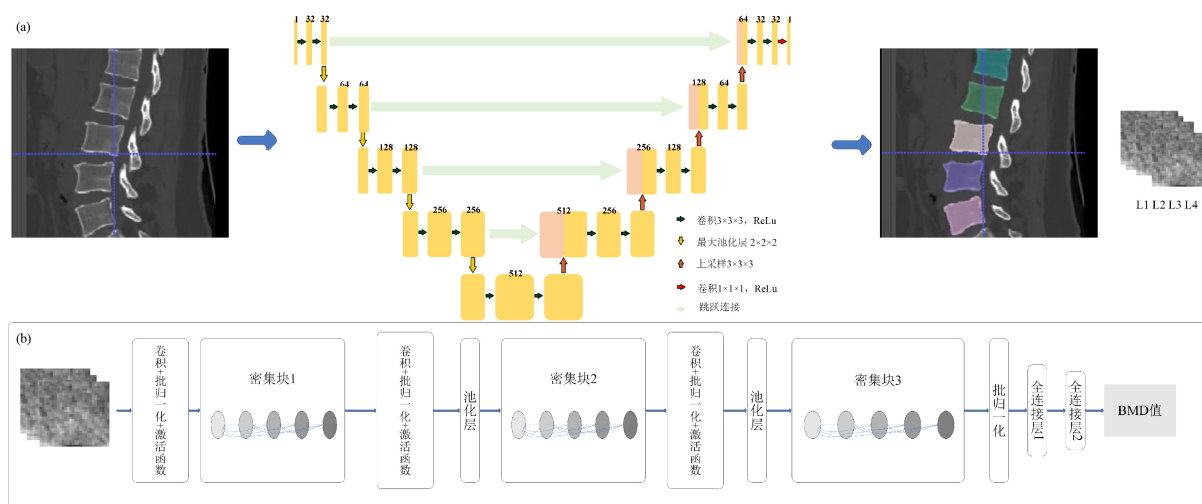 (a)
1 32 32
64 32 32 1
64 64
128 64
128 128
256 128
256 256
512 256
512
卷积3×3×3，ReLu
最大池化层 2×2×2
上采样3×3×3
卷积1×1×1，ReLu
跳跃连接
L1 L2 L3 L4
(b)
卷积+批归一化+激活函数
密集块1
卷积+批归一化+激活函数
池化层
密集块2
卷积+批归一化+激活函数
池化层
密集块3
批归一化
全连接层1
全连接层2
BMD值